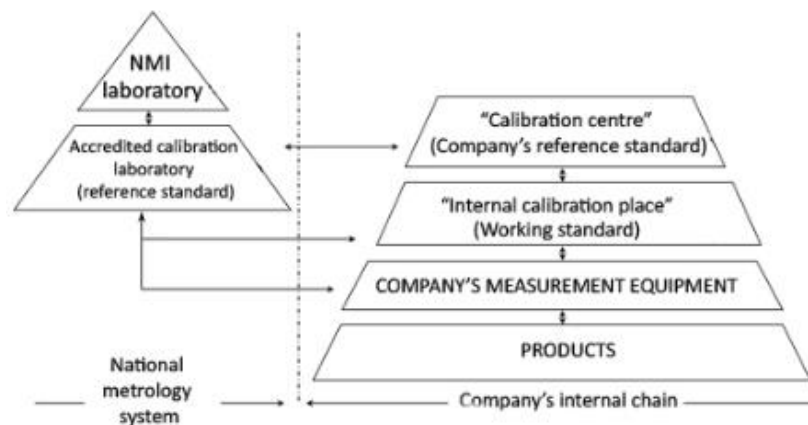 NMI
laboratory
Accredited calibration
laboratory
(reference standard)
"Calibration centre"
(Company's reference standard)
"Internal calibration place"
(Working standard)
COMPANY'S MEASUREMENT EQUIPMENT
PRODUCTS
National
metrology
system
Company's internal chain